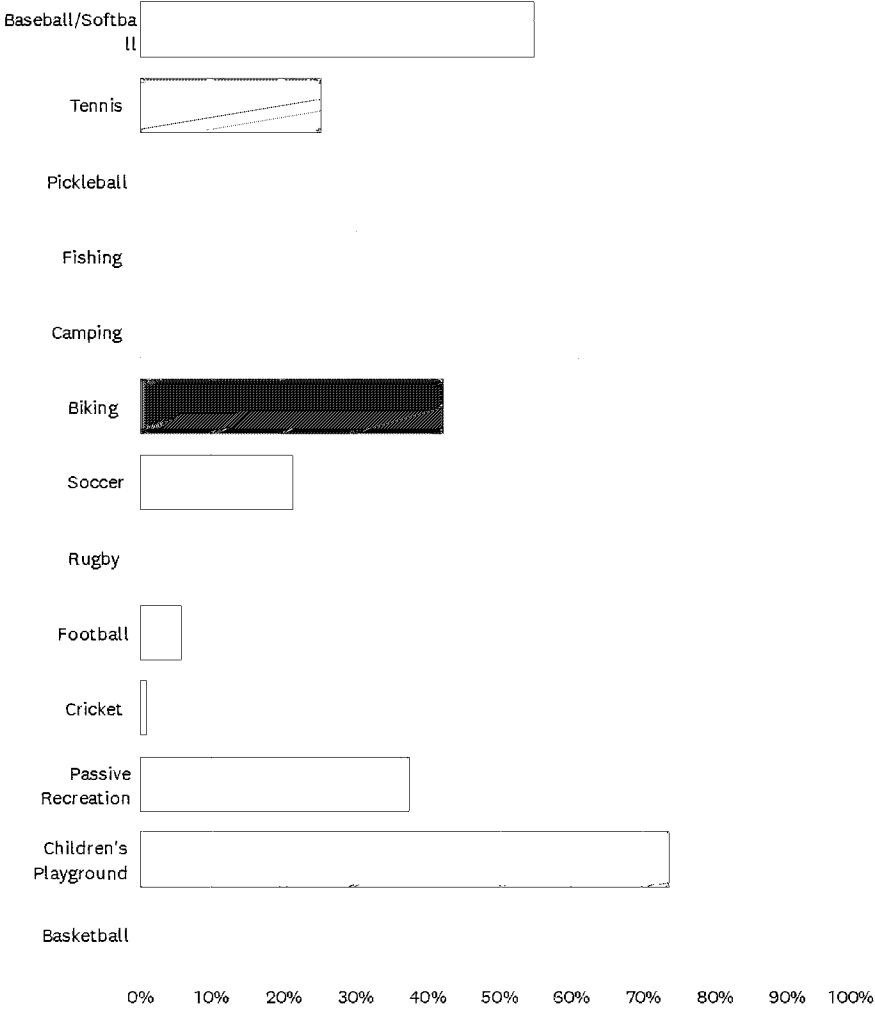 Baseball/Softba
ll
Tennis
Pickleball
Fishing
Camping
Biking
Soccer
Rugby
Football
Cricket
Passive
Recreation
Children's
Playground
Basketball
0% 10% 20% 30% 40% 50% 60% 70% 80% 90% 100%